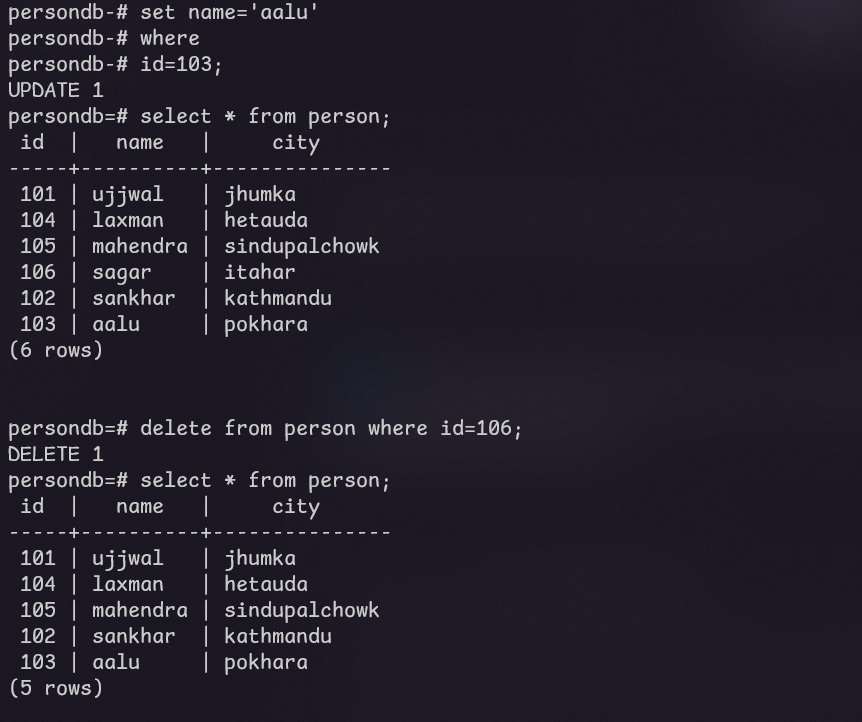 persondb-# set name='aalu'
persondb-# where
persondb-# id=103;
UPDATE 1
persondb=# select * from person;
 id  |   name   |     city
-----+----------+---------------
 101 | ujjwal   | jhumka
 104 | laxman   | hetauda
 105 | mahendra | sindupalchowk
 106 | sagar    | itahar
 102 | sankhar  | kathmandu
 103 | aalu     | pokhara
(6 rows)
persondb=# delete from person where id=106;
DELETE 1
persondb=# select * from person;
 id  |   name   |     city
-----+----------+---------------
 101 | ujjwal   | jhumka
 104 | laxman   | hetauda
 105 | mahendra | sindupalchowk
 102 | sankhar  | kathmandu
 103 | aalu     | pokhara
(5 rows)